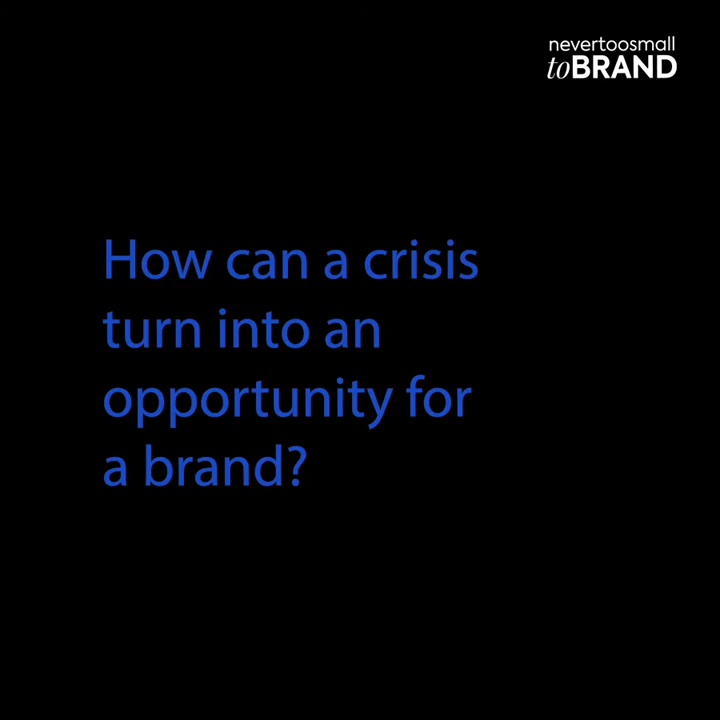 nevertoosmall
toBRAND
How can a crisis
turn into an
opportunity for
a brand?